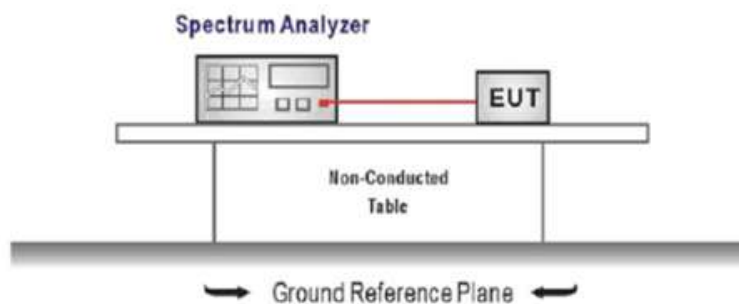 Spectrum Analyzer
EUT
Non-Conducted
Table
Ground Reference Plane